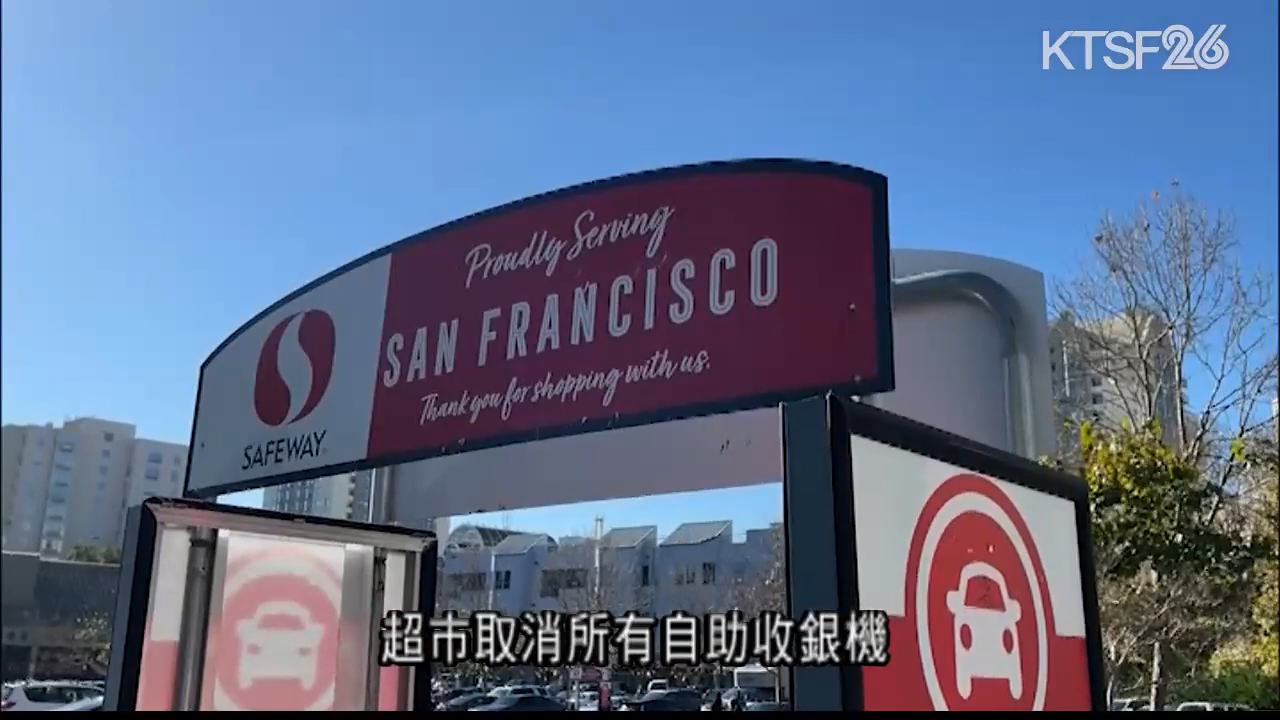 KTSF26
Proudly Serving
SAN FRANCISCO
Thank you for shopping with us.
SAFEWAY
超市取消所有自助收銀機